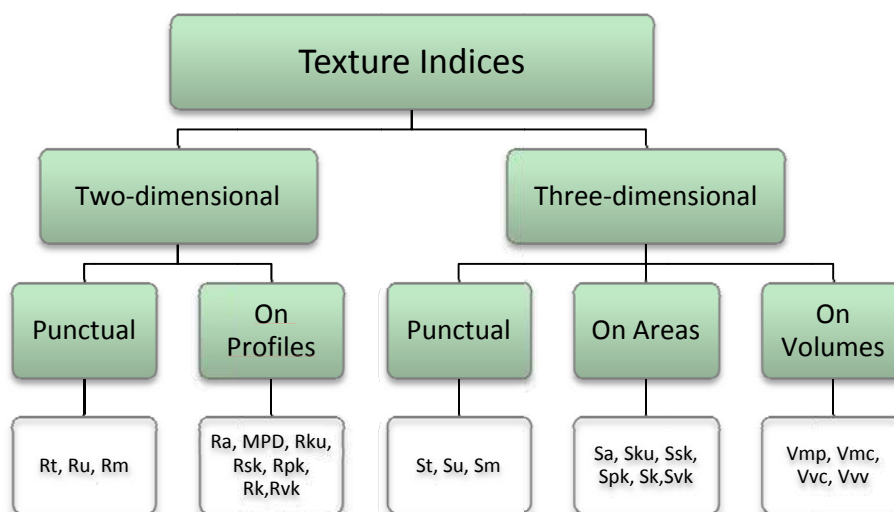 Texture Indices
Two-dimensional
Three-dimensional
Punctual
On
Profiles
Punctual
On Areas
On
Volumes
Rt, Ru, Rm
Ra, MPD, Rku,
Rsk, Rpk,
Rk,Rvk
St, Su, Sm
Sa, Sku, Ssk,
Spk, Sk,Svk
Vmp, Vmc,
Vvc, Vvv